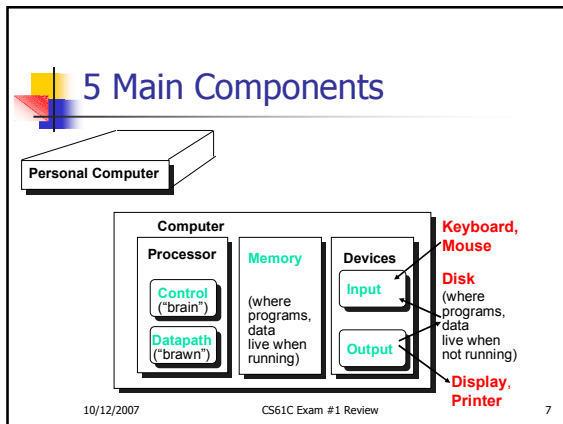 5 Main Components
Personal Computer
Computer
Processor
Control
("brain")
Datapath
("brawn")
Memory
(where
programs,
data
live when
running)
Devices
Input
Output
Keyboard,
Mouse
Disk
(where
programs,
data
live when
not running)
Display,
Printer
10/12/2007
CS61C Exam #1 Review
7